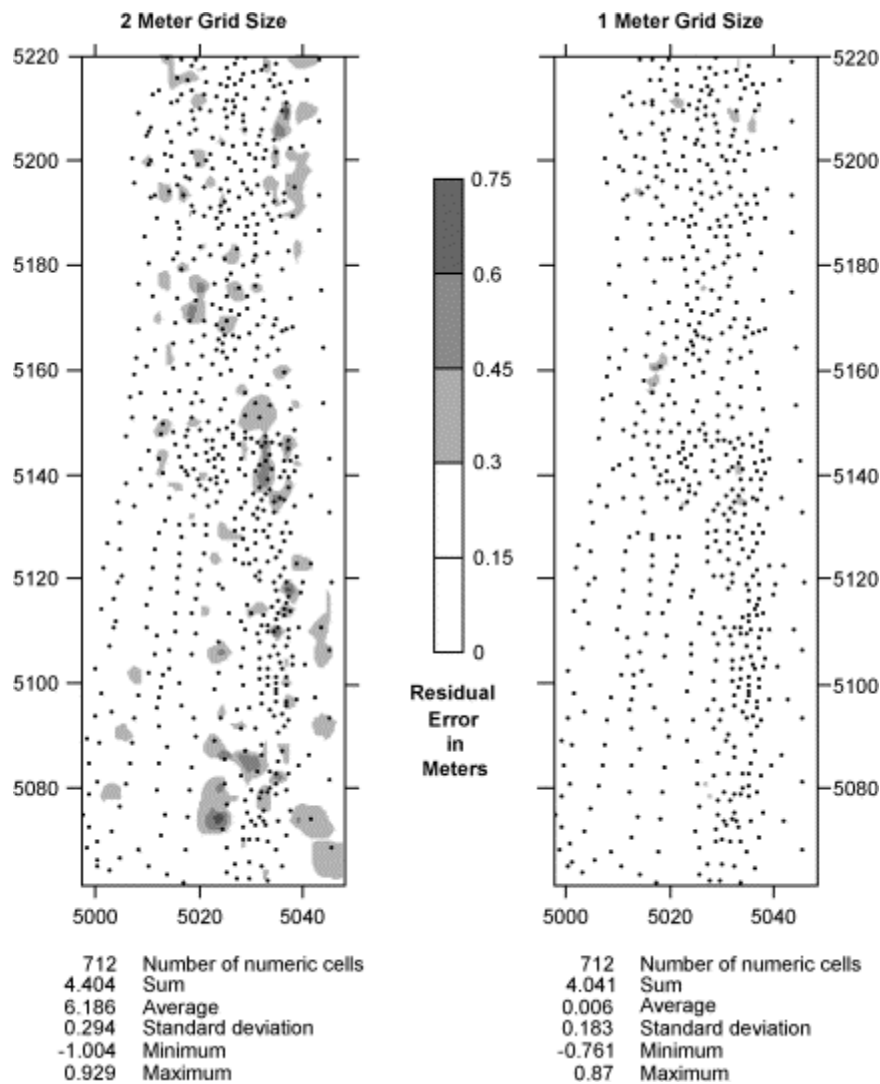 2 Meter Grid Size
1 Meter Grid Size
5220
5200
5180
5160
5140
5120
5100
5080
5000
5020
5040
0.75
0.6
0.45
0.3
0.15
0
Residual
Error
in
Meters
5220
5200
5180
5160
5140
5120
5100
5080
5000
5020
5040
712 Number of numeric cells
4.404 Sum
6.186 Average
0.294 Standard deviation
-1.004 Minimum
0.929 Maximum
712 Number of numeric cells
4.041 Sum
0.006 Average
0.183 Standard deviation
-0.761 Minimum
0.87 Maximum